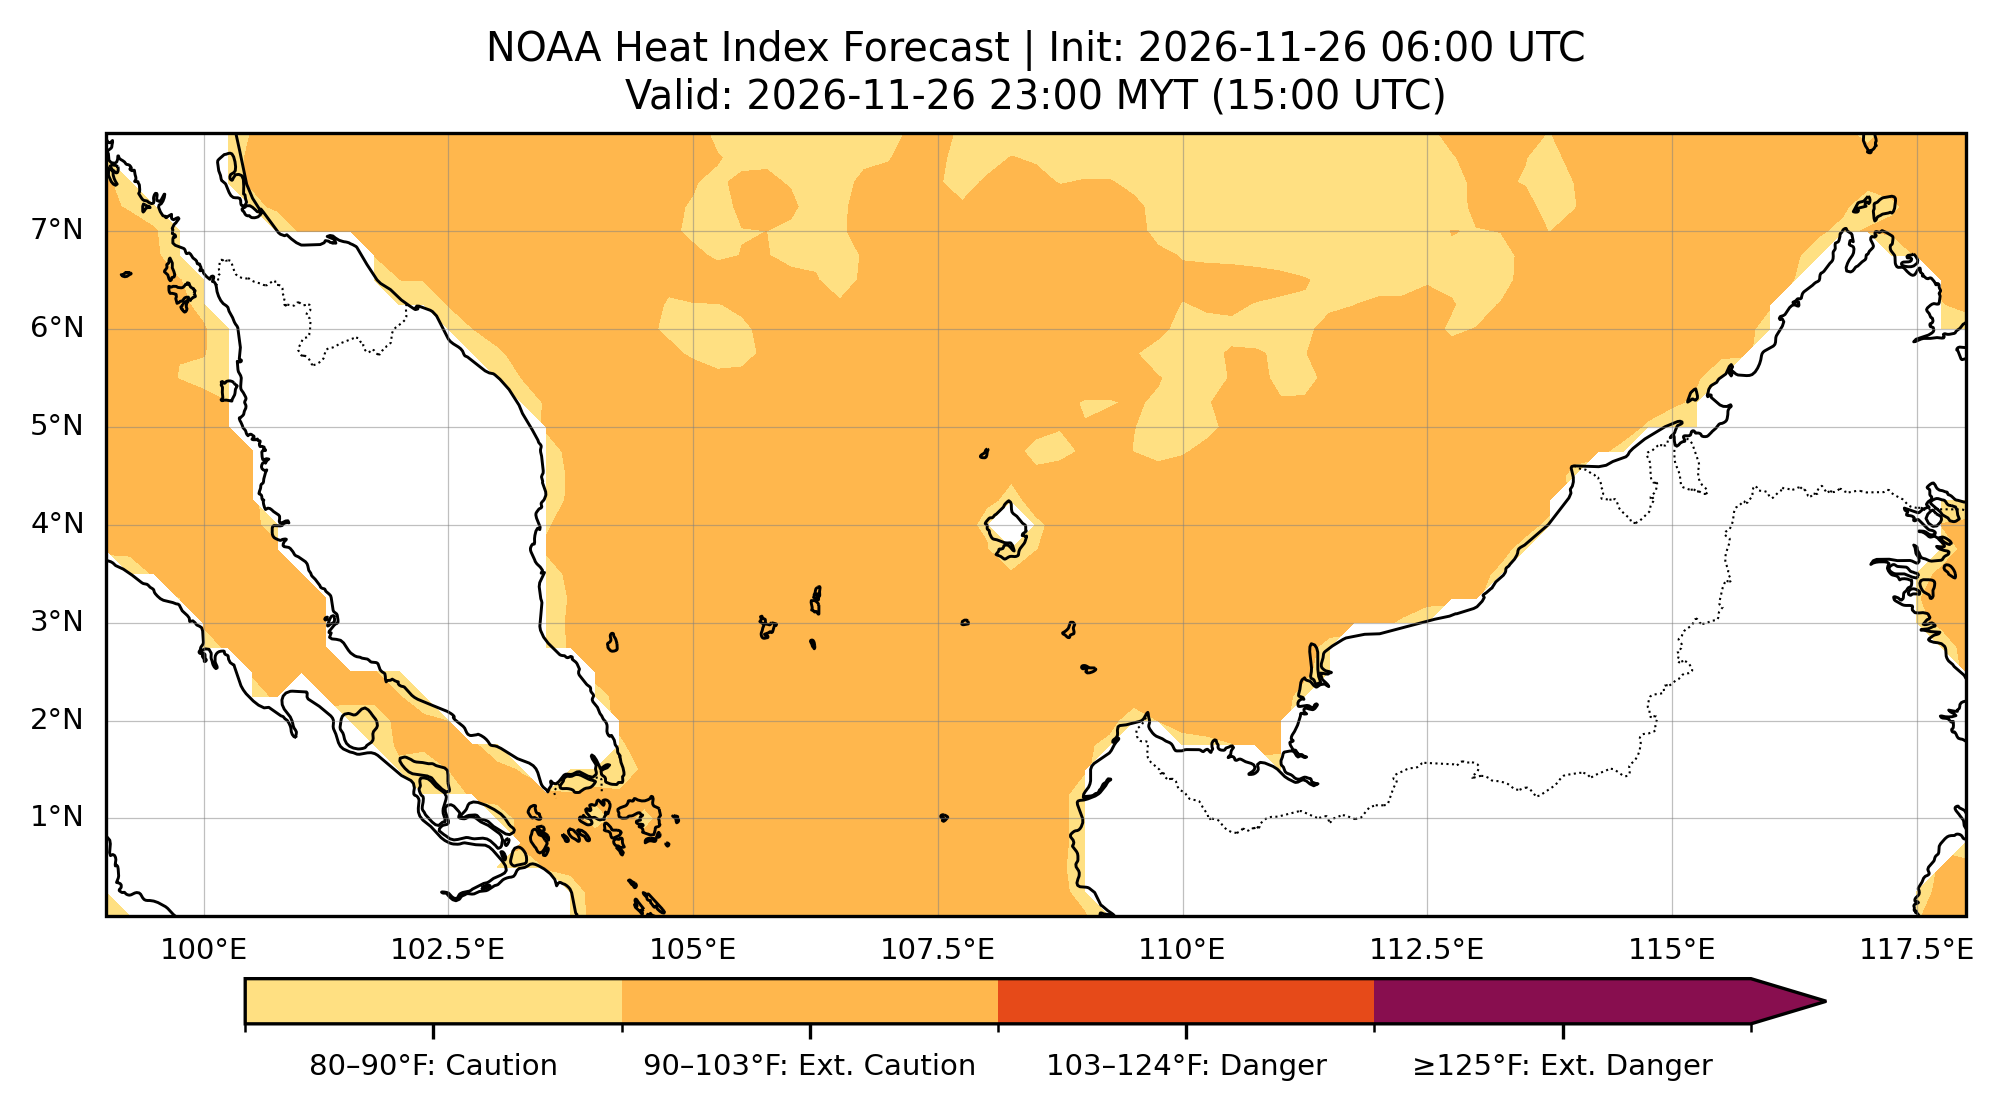 NOAA Heat Index Forecast | Init: 2026-11-26 06:00 UTC
Valid: 2026-11-26 23:00 MYT (15:00 UTC)
7°N
6°N
5°N
4°N
3°N
2°N
1°N
100°E 102.5°E 105°E 107.5°E 110°E 112.5°E 115°E 117.5°E
80–90°F: Caution 90–103°F: Ext. Caution 103–124°F: Danger ≥125°F: Ext. Danger